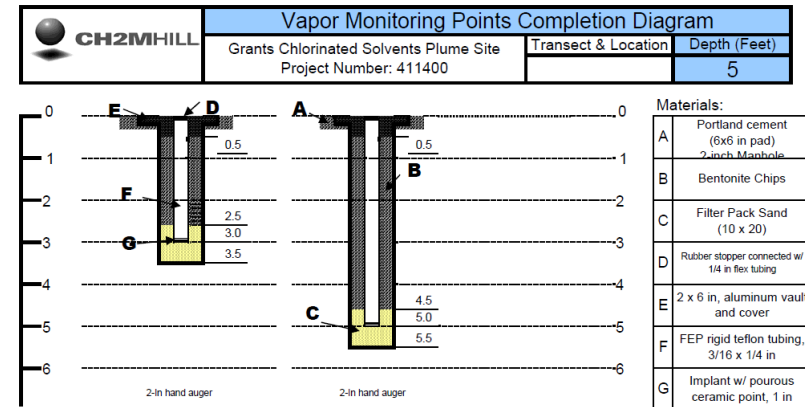 CH2MHILL
Vapor Monitoring Points Completion Diagram
Grants Chlorinated Solvents Plume Site
Project Number: 411400
Transect & Location
Depth (Feet)
5
0
1
2
3
4
5
6
E
D
F
G
0.5
2.5
3.0
3.5
2-In hand auger
A
B
C
0.5
4.5
5.0
5.5
2-In hand auger
0
1
2
3
4
5
6
Materials:
A
Portland cement
(6x6 in pad)
2-inch Manhole
B
Bentonite Chips
C
Filter Pack Sand
(10 x 20)
D
Rubber stopper connected w/
1/4 in flex tubing
E
2 x 6 in, aluminum vault
and cover
F
FEP rigid teflon tubing,
3/16 x 1/4 in
G
Implant w/ pourous
ceramic point, 1 in